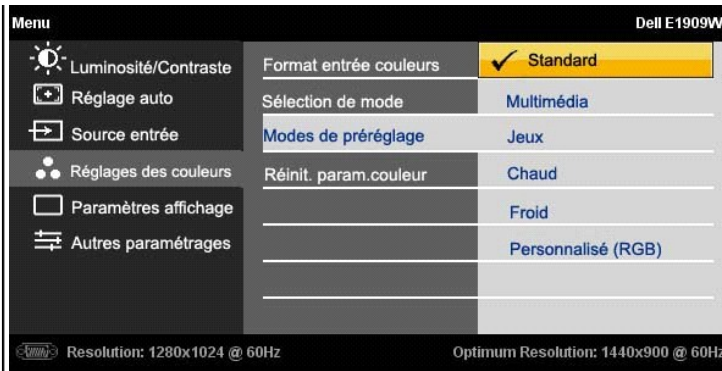 Menu
Dell E1909W
Luminosité/Contraste
Réglage auto
Source entrée
Réglages des couleurs
Paramètres affichage
Autres paramétrages
Format entrée couleurs
Sélection de mode
Modes de préréglage
Réinit. param.couleur
Standard
Multimédia
Jeux
Chaud
Froid
Personnalisé (RGB)
Resolution: 1280x1024 @ 60Hz
Optimum Resolution: 1440x900 @ 60Hz